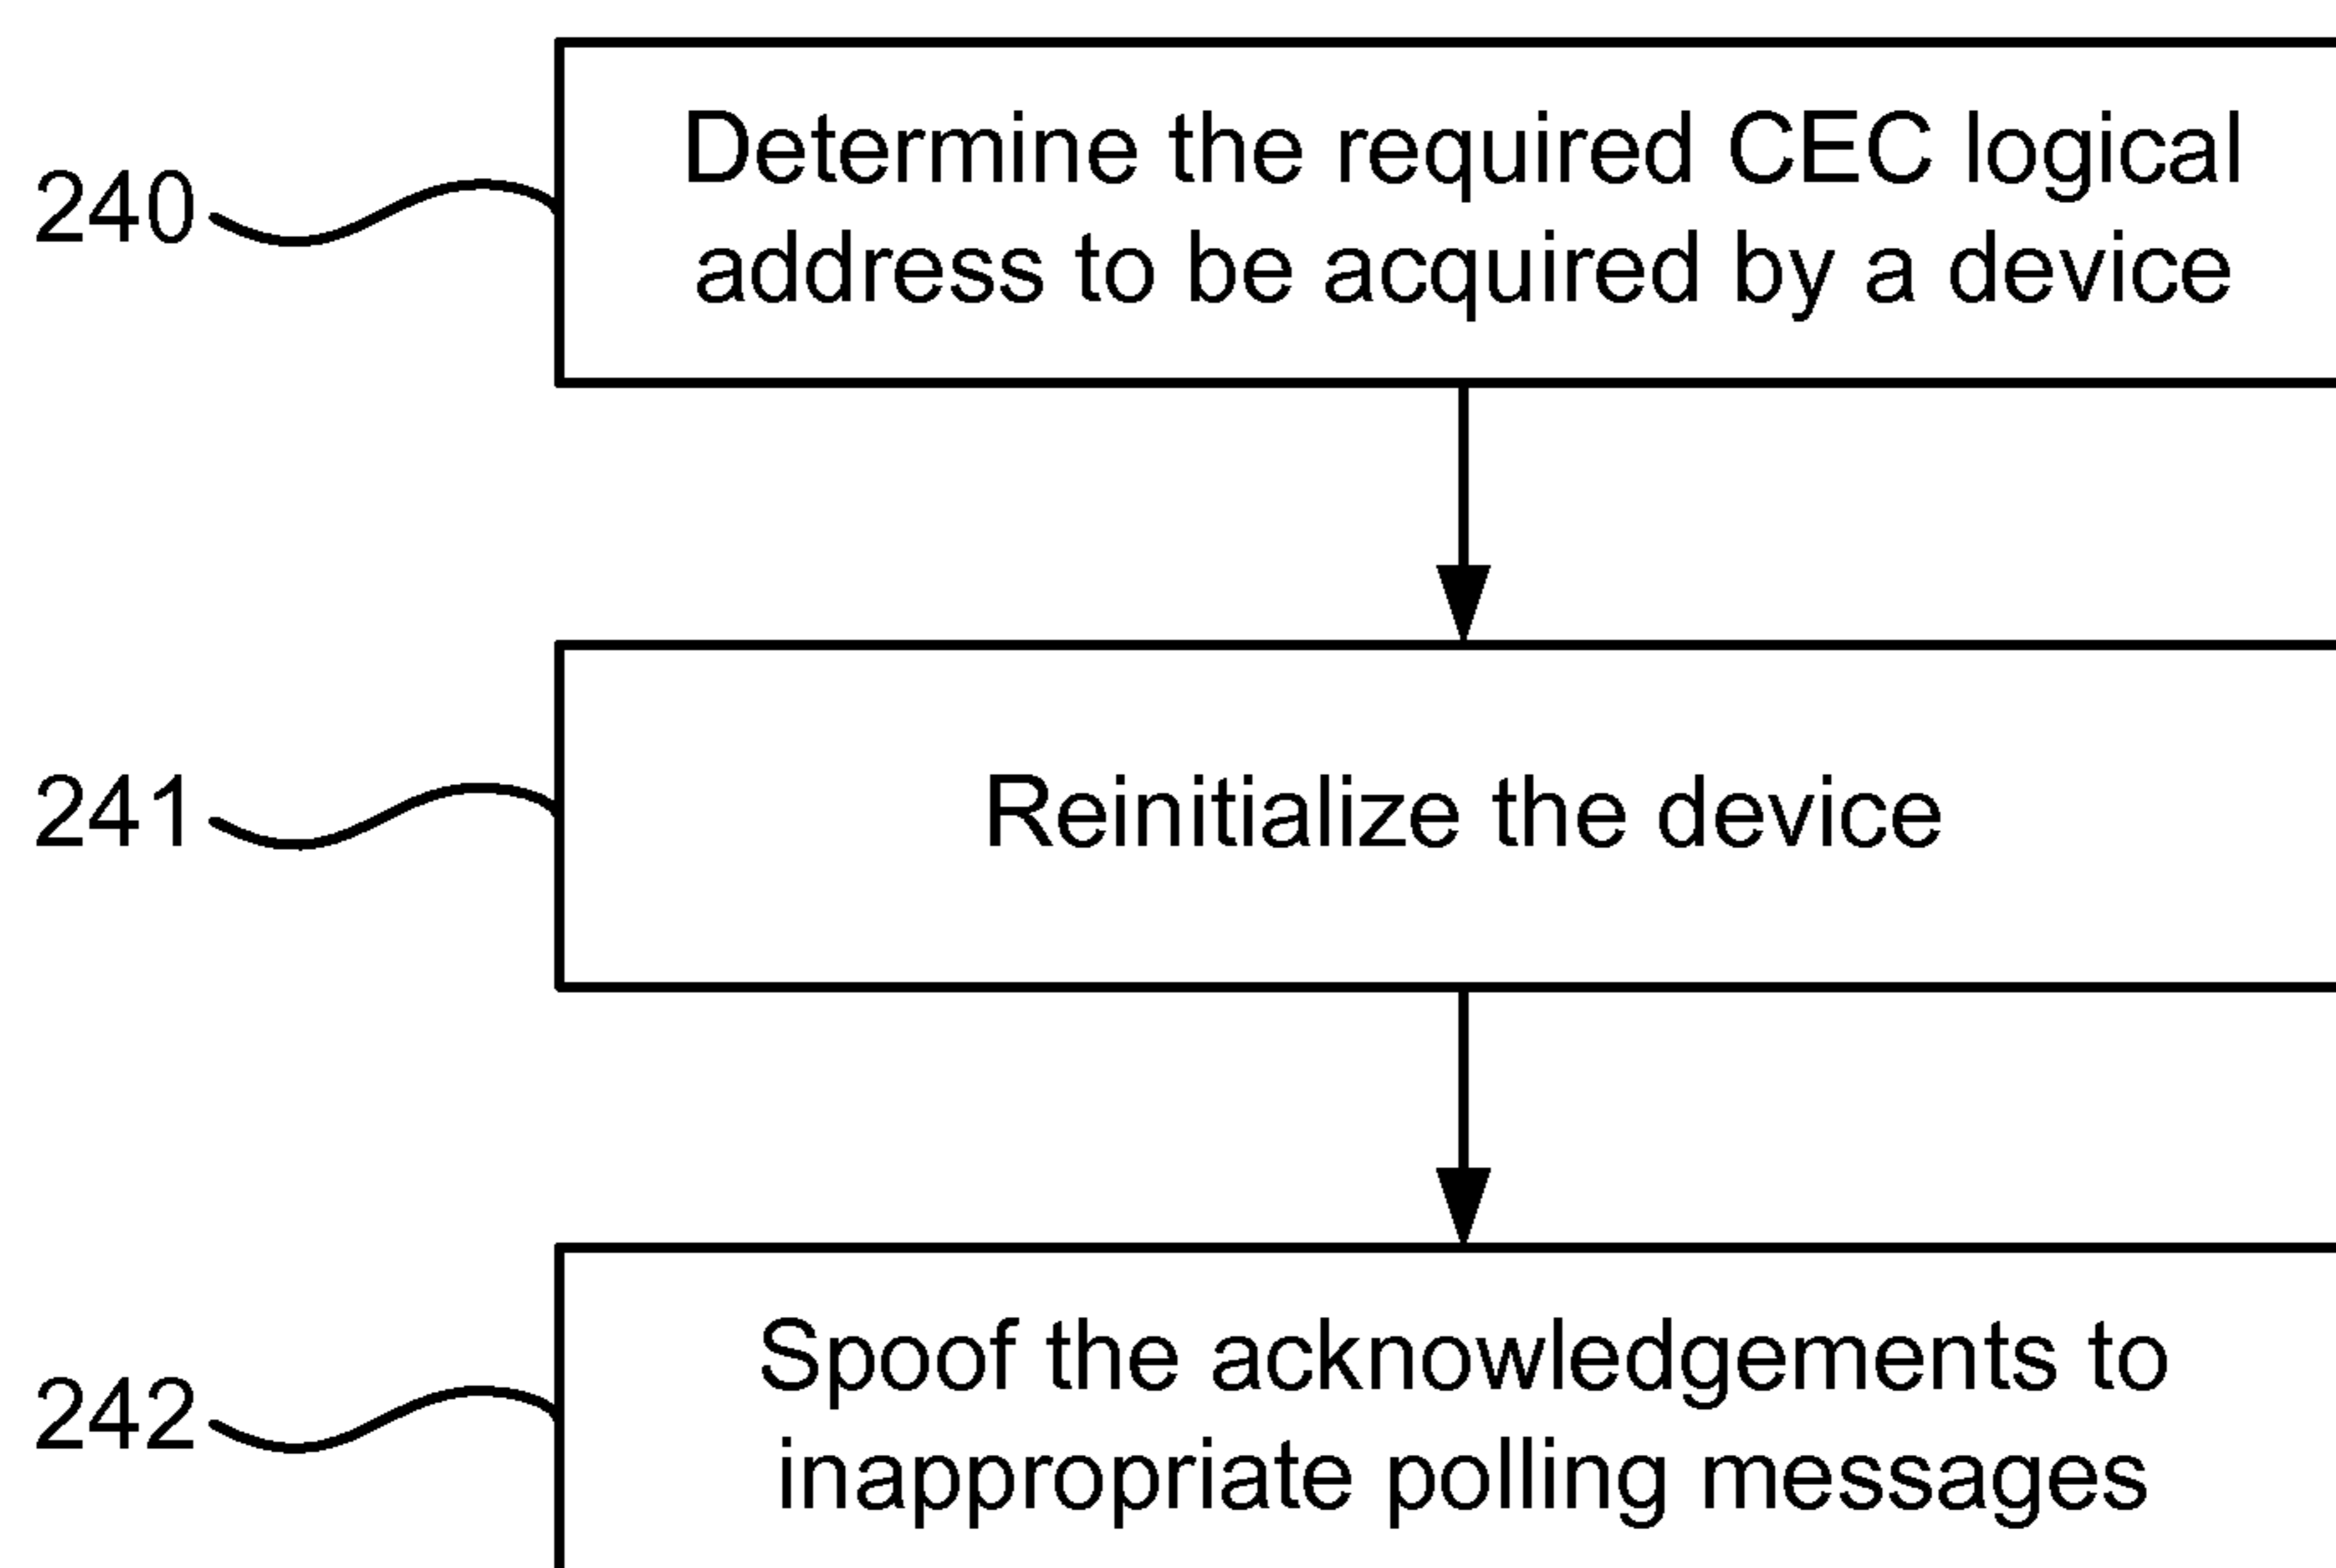 240
Determine the required CEC logical
address to be acquired by a device
241
Reinitialize the device
242
Spoof the acknowledgements to
inappropriate polling messages